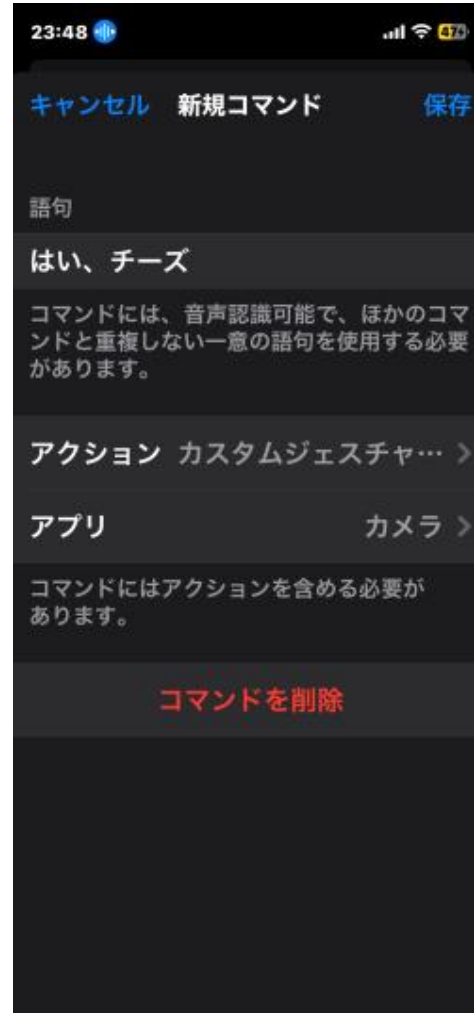 23:48
47
キャンセル 新規コマンド 保存
語句
はい、チーズ
コマンドには、音声認識可能で、ほかのコマ
ンドと重複しない一意の語句を使用する必要
があります。
アクション カスタムジェスチャ… >
アプリ カメラ >
コマンドにはアクションを含める必要が
あります。
コマンドを削除